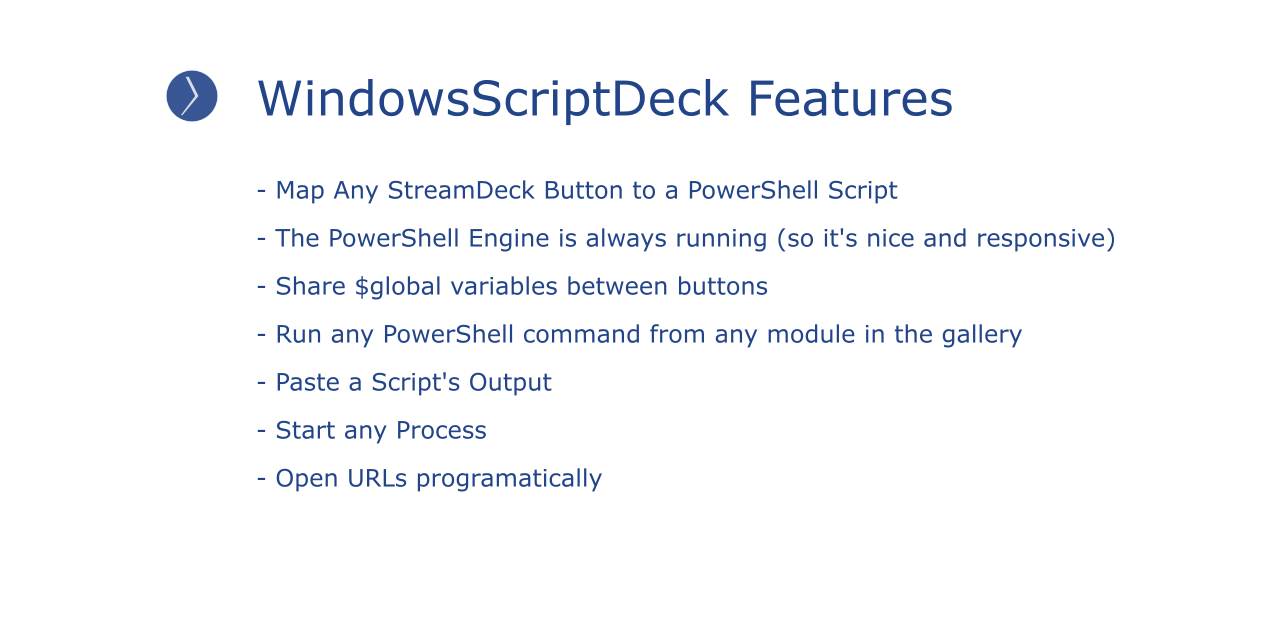 WindowsScriptDeck Features
- Map Any StreamDeck Button to a PowerShell Script
- The PowerShell Engine is always running (so it's nice and responsive)
- Share $global variables between buttons
- Run any PowerShell command from any module in the gallery
- Paste a Script's Output
- Start any Process
- Open URLs programatically